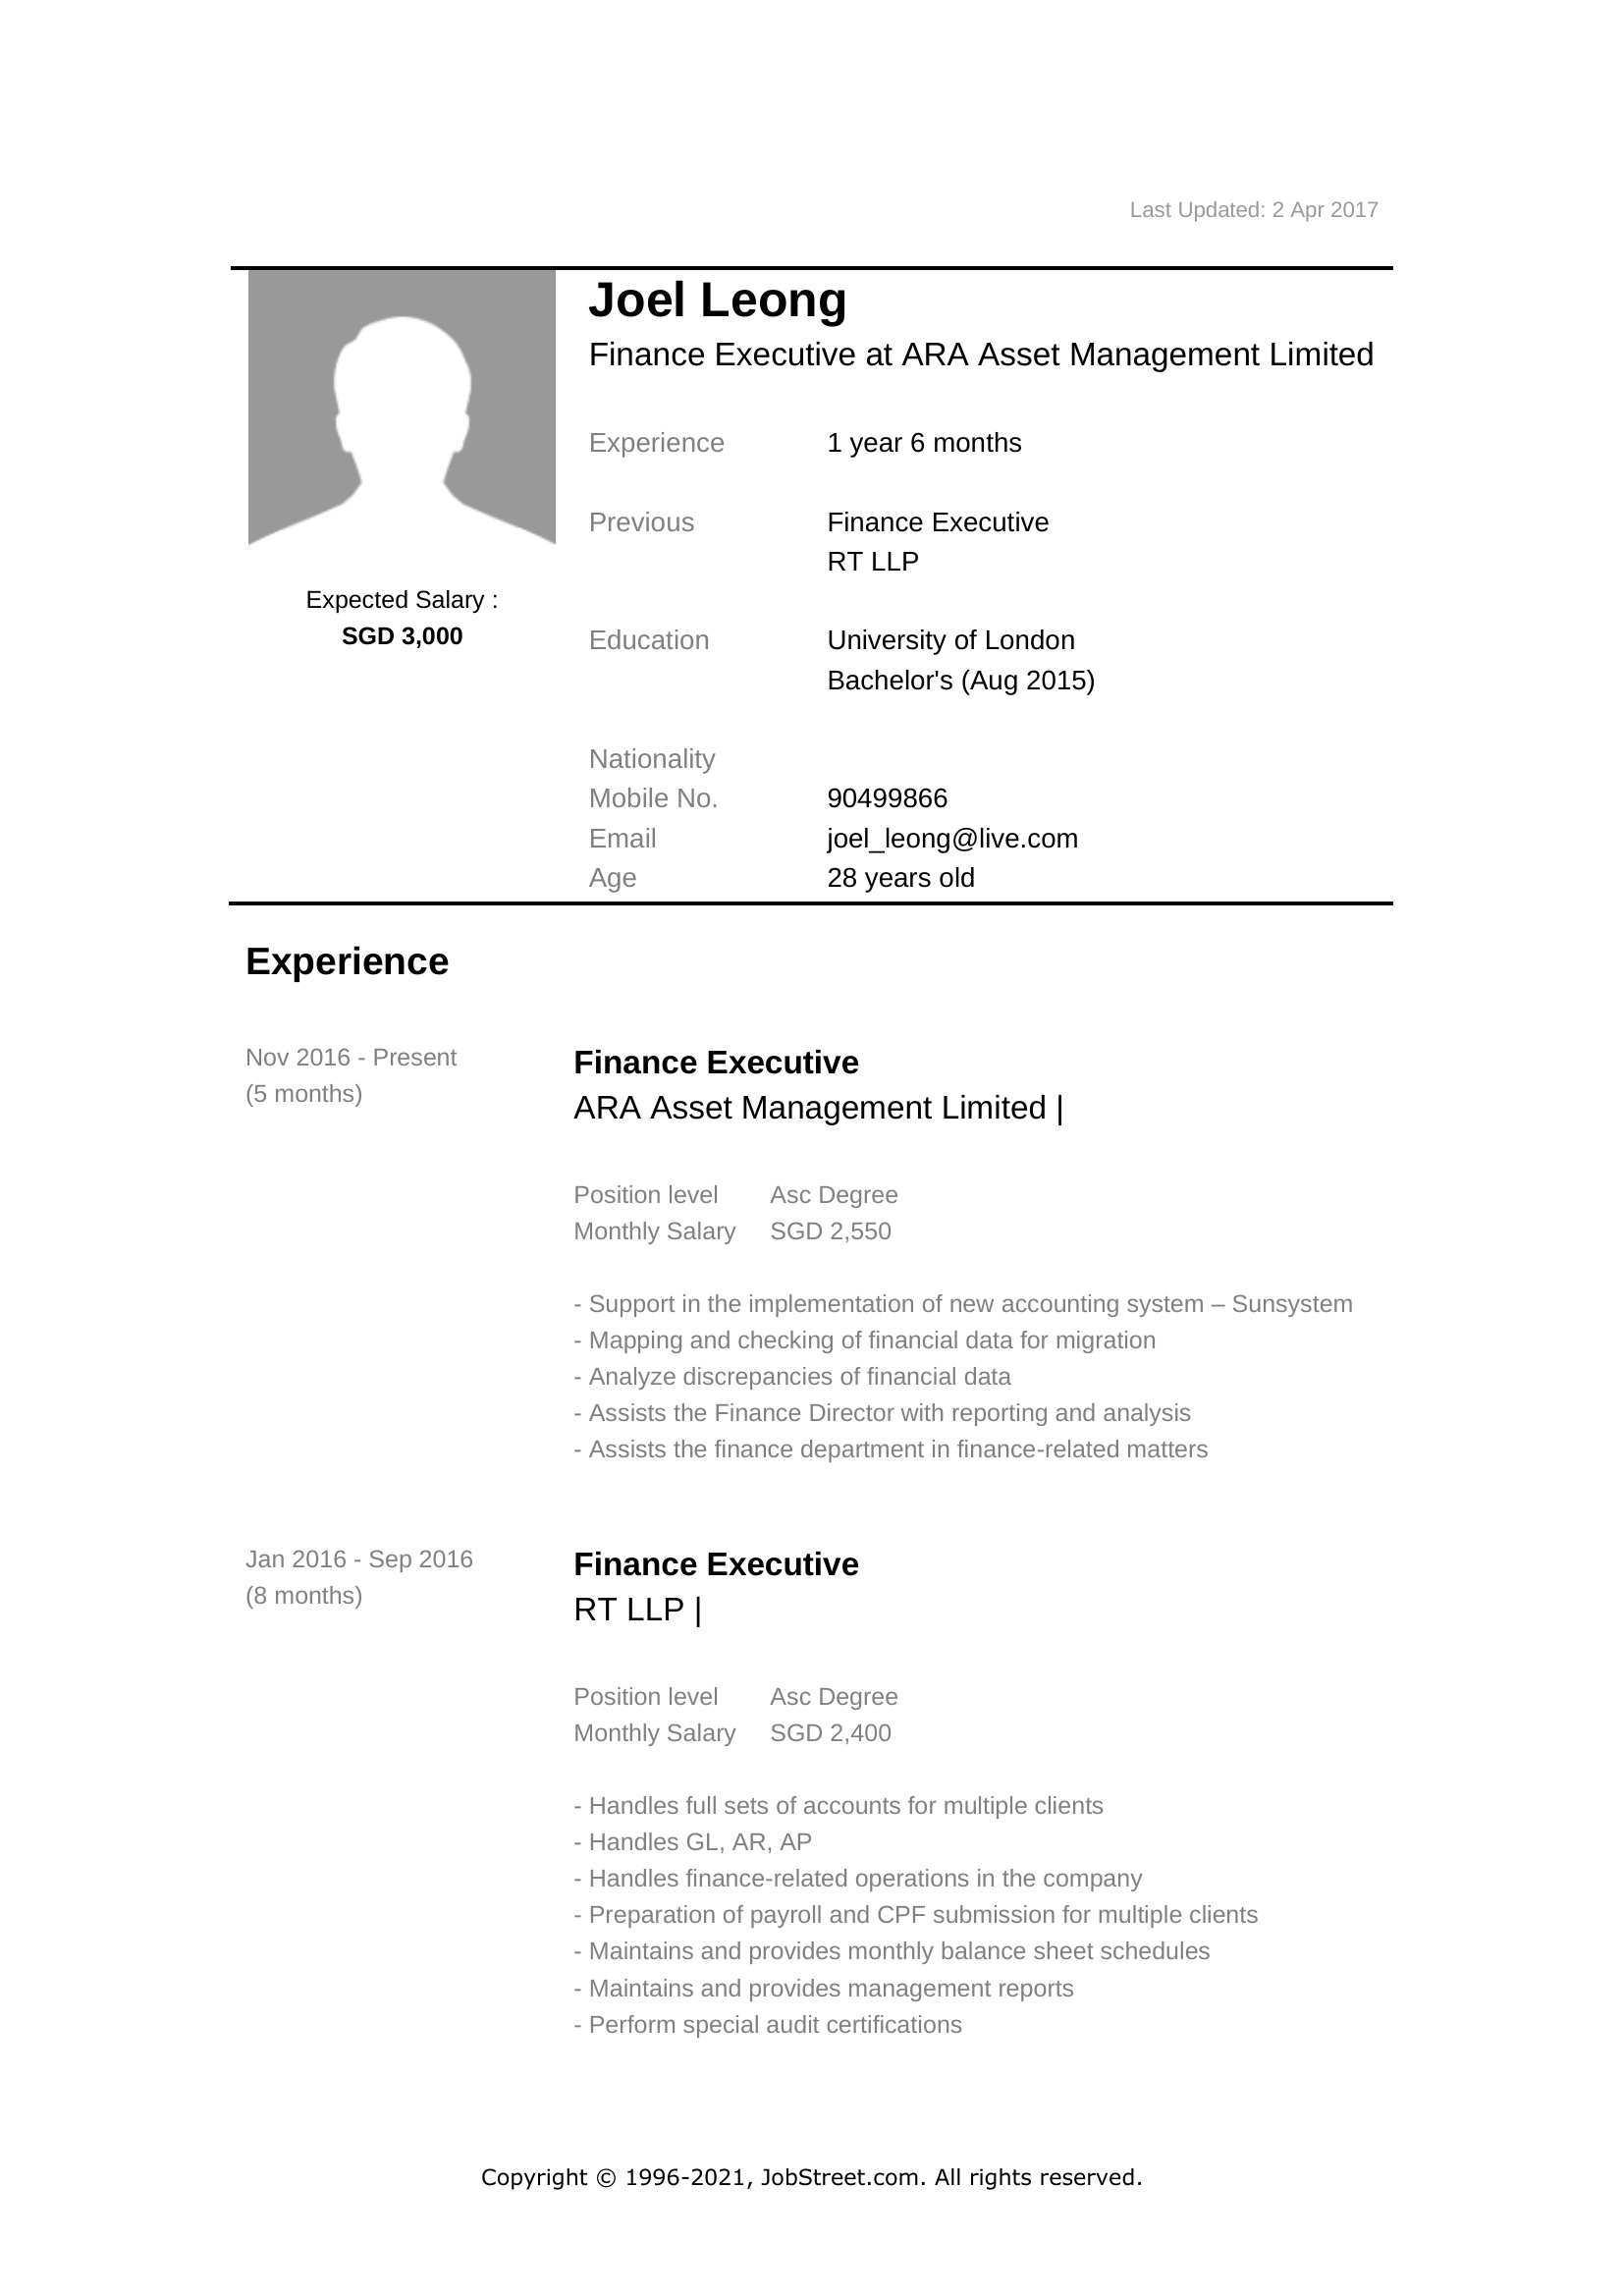 Last Updated: 2 Apr 2017
Joel Leong
Finance Executive at ARA Asset Management Limited
Experience 1 year 6 months
Previous Finance Executive
RT LLP
Expected Salary :
SGD 3,000
Education University of London
Bachelor's (Aug 2015)
Nationality
Mobile No. 90499866
Email joel_leong@live.com
Age 28 years old
Experience
Nov 2016 - Present
(5 months)
Finance Executive
ARA Asset Management Limited |
Position level Asc Degree
Monthly Salary SGD 2,550
- Support in the implementation of new accounting system – Sunsystem
- Mapping and checking of financial data for migration
- Analyze discrepancies of financial data
- Assists the Finance Director with reporting and analysis
- Assists the finance department in finance-related matters
Jan 2016 - Sep 2016
(8 months)
Finance Executive
RT LLP |
Position level Asc Degree
Monthly Salary SGD 2,400
- Handles full sets of accounts for multiple clients
- Handles GL, AR, AP
- Handles finance-related operations in the company
- Preparation of payroll and CPF submission for multiple clients
- Maintains and provides monthly balance sheet schedules
- Maintains and provides management reports
- Perform special audit certifications
Copyright © 1996-2021, JobStreet.com. All rights reserved.